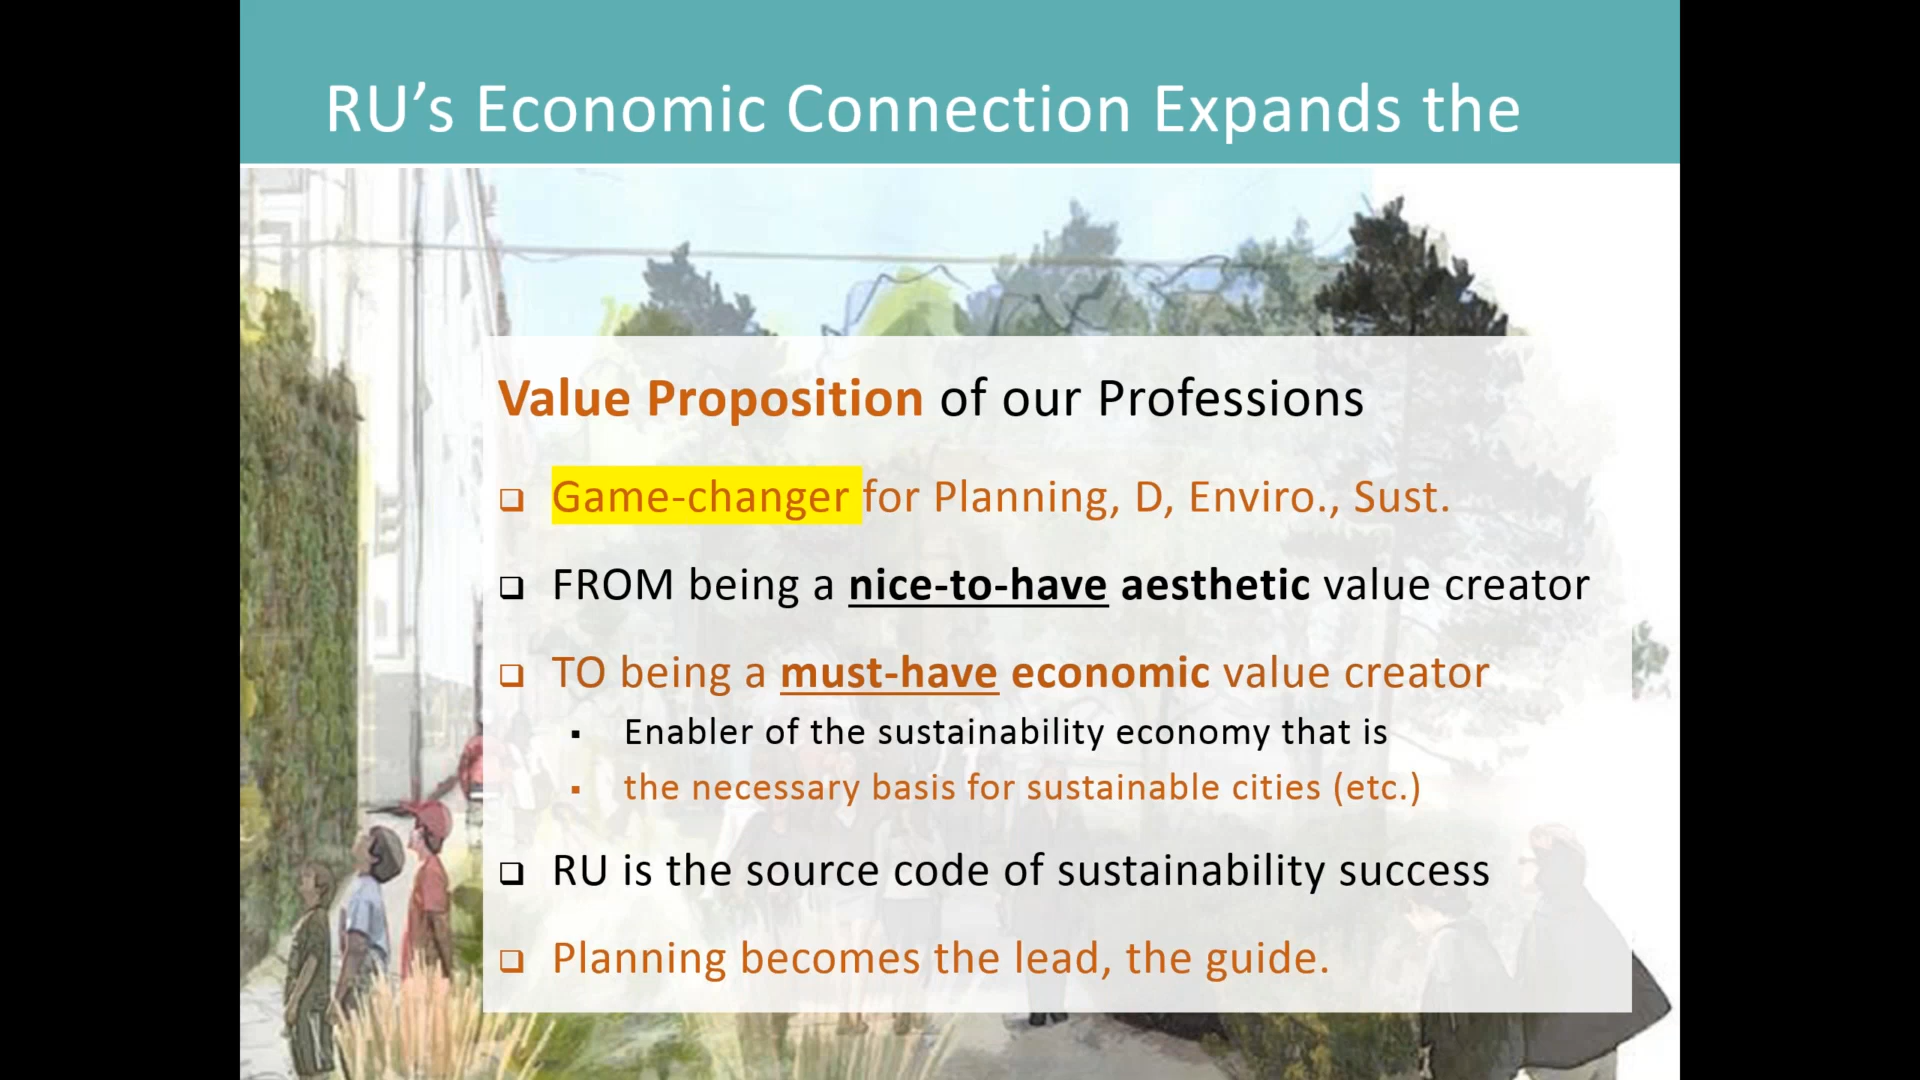 RU’s Economic Connection Expands the
Value Proposition of our Professions
Game-changer for Planning, D, Enviro., Sust.
FROM being a nice-to-have aesthetic value creator
TO being a must-have economic value creator
Enabler of the sustainability economy that is
the necessary basis for sustainable cities (etc.)
RU is the source code of sustainability success
Planning becomes the lead, the guide.